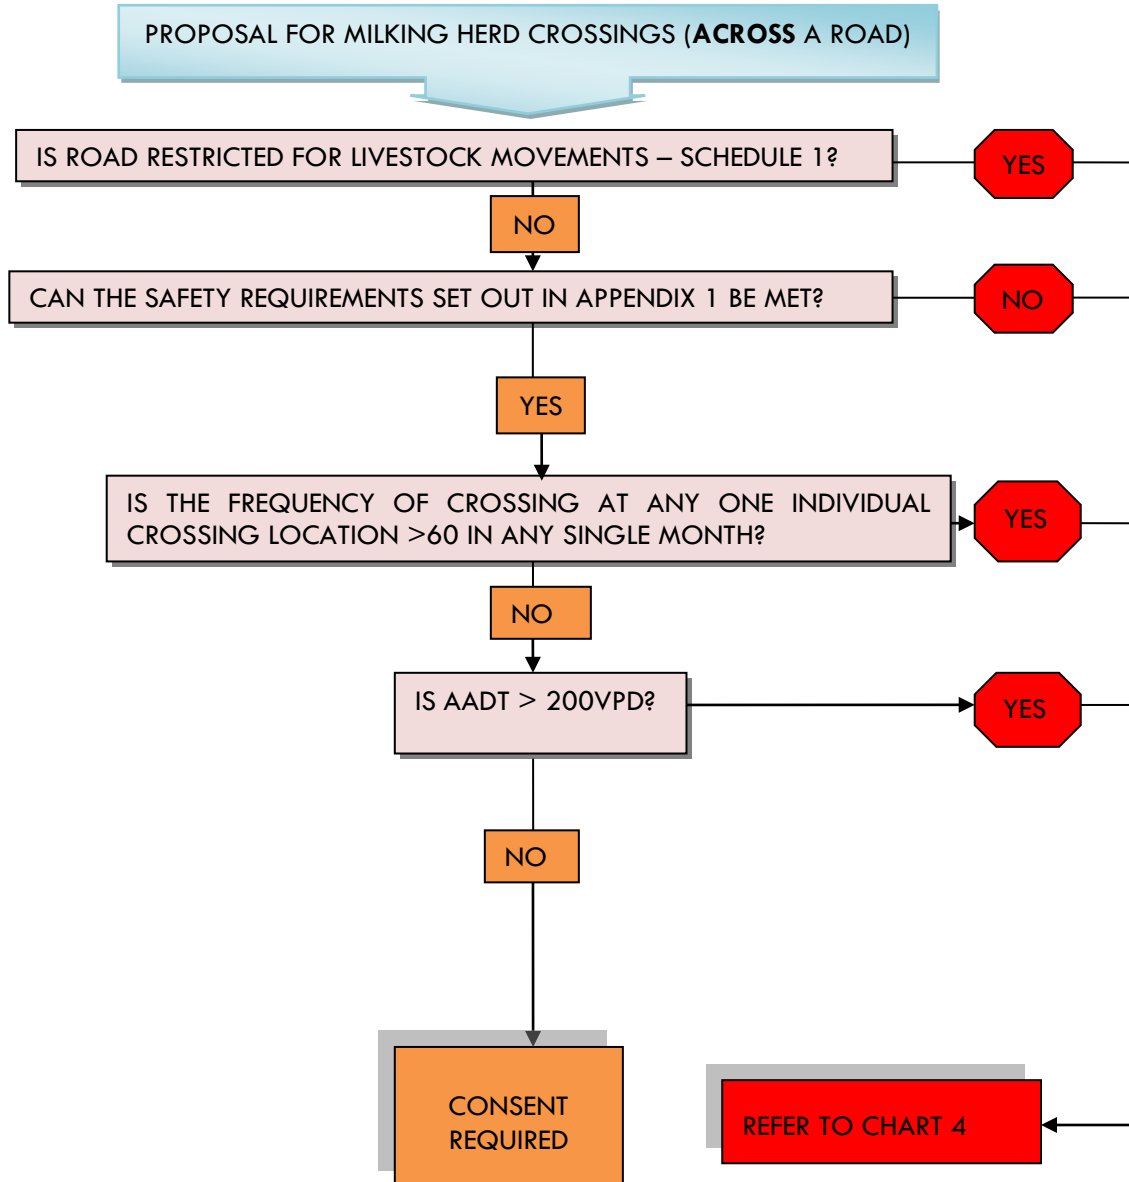 PROPOSAL FOR MILKING HERD CROSSINGS (ACROSS A ROAD)
IS ROAD RESTRICTED FOR LIVESTOCK MOVEMENTS – SCHEDULE 1?
YES
NO
CAN THE SAFETY REQUIREMENTS SET OUT IN APPENDIX 1 BE MET?
NO
YES
IS THE FREQUENCY OF CROSSING AT ANY ONE INDIVIDUAL
CROSSING LOCATION >60 IN ANY SINGLE MONTH?
YES
NO
IS AADT > 200VPD?
YES
NO
CONSENT
REQUIRED
REFER TO CHART 4